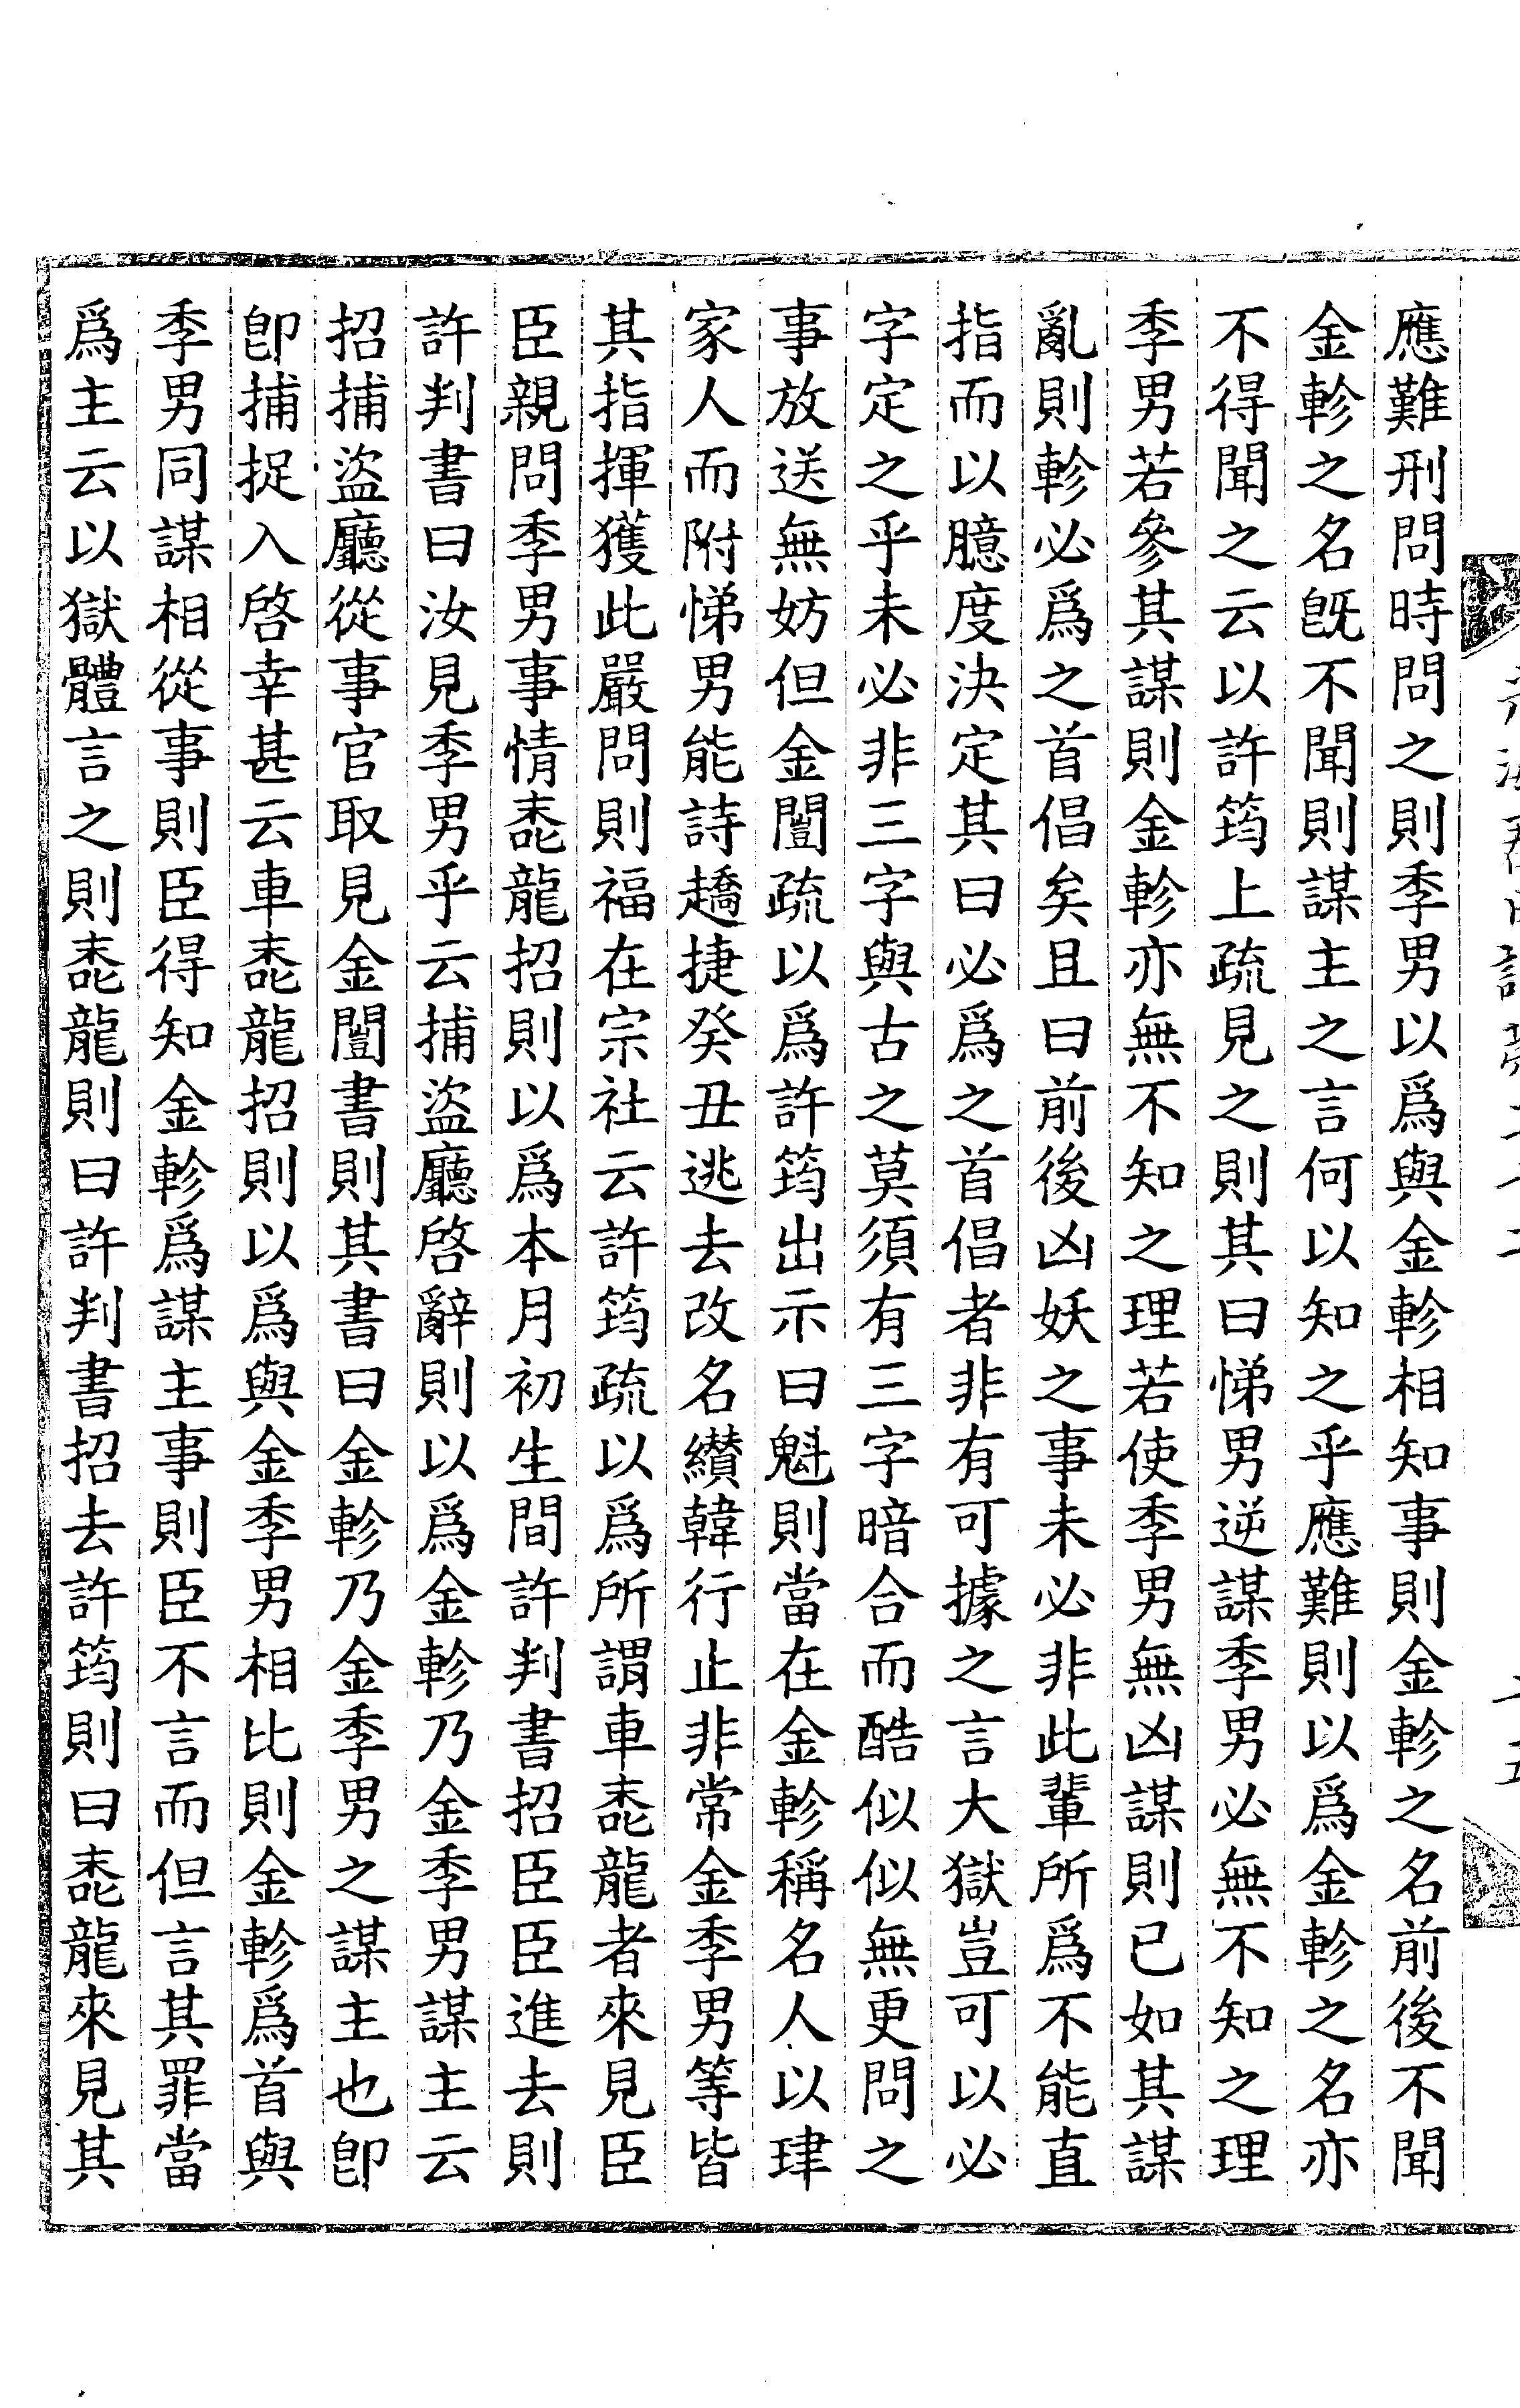 應難刑問時問之則季男以爲與金軫相知事則金軫之名前後不聞
金軫之名旣不聞則謀主之言何以知之乎應難則以爲金軫之名亦
不得聞之云以許筠上疏見之則其曰悌男逆謀季男必無不知之理
季男若參其謀則金軫亦無不知之理若使季男無凶謀則已如其謀
亂則軫必爲之首倡矣且曰前後凶妖之事未必非此輩所爲不能直
指而以臆度決定其曰必爲之首倡者非有可據之言大獄豈可以必
字定之乎未必非三字與古之莫須有三字暗合而酷似似無更問之
事放送無妨但金闓疏以爲許筠出示曰魁則當在金軫稱名人以肆
家人而附悌男能詩趫捷癸丑逃去改名纘韓行止非常金季男等皆
其指揮獲此嚴問則福在宗社云許筠疏以爲所謂車𢘆龍者來見臣
臣親問季男事情𢘆龍招則以爲本月初生間許判書招臣臣進去則
許判書曰汝見季男乎云捕盜廳啓辭則以爲金軫乃金季男謀主云
招捕盜廳從事官取見金闓書則其書曰金軫乃金季男之謀主也卽
卽捕捉入啓幸甚云車𢘆龍招則以爲與金季男相比則金軫爲首與
季男同謀相從事則臣得知金軫爲謀主事則臣不言而但言其罪當
爲主云以獄體言之則𢘆龍則曰許判書招去許筠則曰𢘆龍來見其